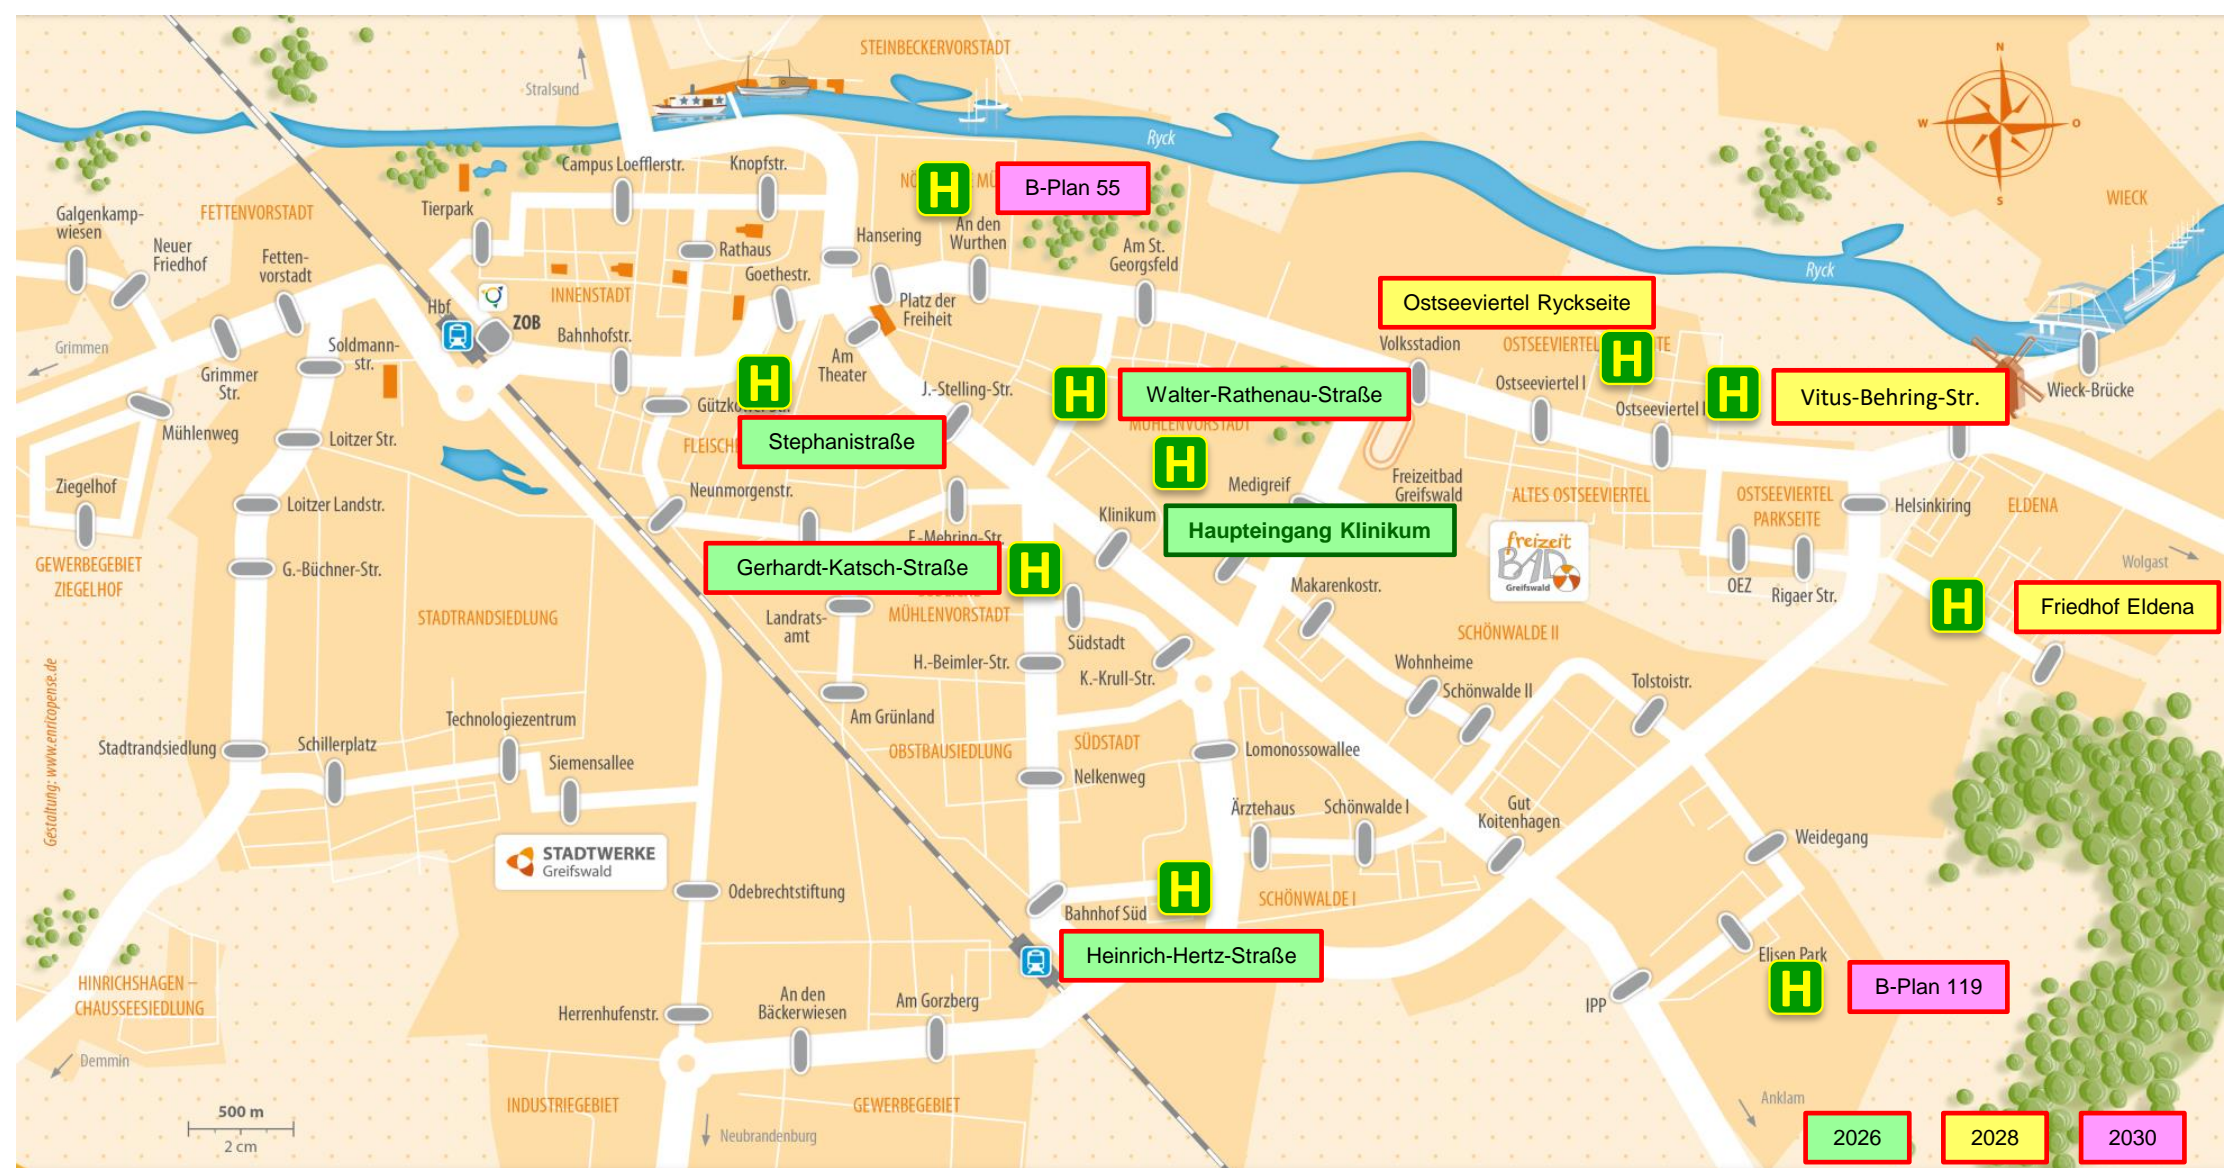 STEINBECKERVORSTADT
Stralsund
Ryck
N
W
O
S
Campus Loefflerstr.
Knopfstr.
B-Plan 55
WIECK
Galgenkamp-
wiesen
FETTENVORSTADT
Tierpark
Neuer
Friedhof
Fetten-
vorstadt
Rathaus
Hansering
An den
Wurthen
Am St.
Georgsfeld
Goethestr.
INNENSTADT
Hbf
ZOB
Bahnhofstr.
Platz der
Freiheit
Ryck
Ostseeviertel Ryckseite
Grimmen
Grimmer
Str.
Soldmann-
str.
Am
Theater
J.-Stelling-Str.
Volksstadion
Ostseeviertel I
H
H
H
H
H
H
H
H
H
H
H
Walter-Rathenau-Straße
Vitus-Behring-Str.
Wieck-Brücke
Mühlenweg
Loitzer Str.
Stephanistraße
Ziegelhof
Loitzer Landstr.
Neunmorgenstr.
Klinikum
Medigreif
Freizeitbad
Greifswald
ALTES OSTSEEVIERTEL
OSTSEEVIERTEL
PARKSEITE
Helsinkiring
ELDENA
Haupteingang Klinikum
freizeit
BAD
Greifswald
Wolgast
GEWERBEGEBIET
ZIEGELHOF
G.-Büchner-Str.
Gerhardt-Katsch-Straße
Makarenkostr.
OEZ
Rigaer Str.
Friedhof Eldena
STADTRANDSIEDLUNG
Landrats-
amt
MÜHLENVORSTADT
Südstadt
SCHÖNWALDE II
H.-Beimler-Str.
K.-Krull-Str.
Wohnheime
Schönwalde II
Tolstoistr.
Gestaltung: www.enricopense.de
Technologiezentrum
Am Grünland
Stadtrandsiedlung
Schillerplatz
Siemensallee
OBSTBAUSIEDLUNG
SÜDSTADT
Lomonossowallee
Nelkenweg
Ärztehaus
Schönwalde I
Gut
Koitenhagen
Weidegang
STADTWERKE
Greifswald
Odebrechtstiftung
Bahnhof Süd
SCHÖNWALDE I
Heinrich-Hertz-Straße
Elisen Park
B-Plan 119
HINRICHSHAGEN –
CHAUSSEESIEDLUNG
Herrenhufenstr.
An den
Bäckerwiesen
Am Gorzberg
IPP
Demmin
500 m
2 cm
INDUSTRIEGEBIET
GEWERBEGEBIET
Neubrandenburg
Anklam
2026
2028
2030